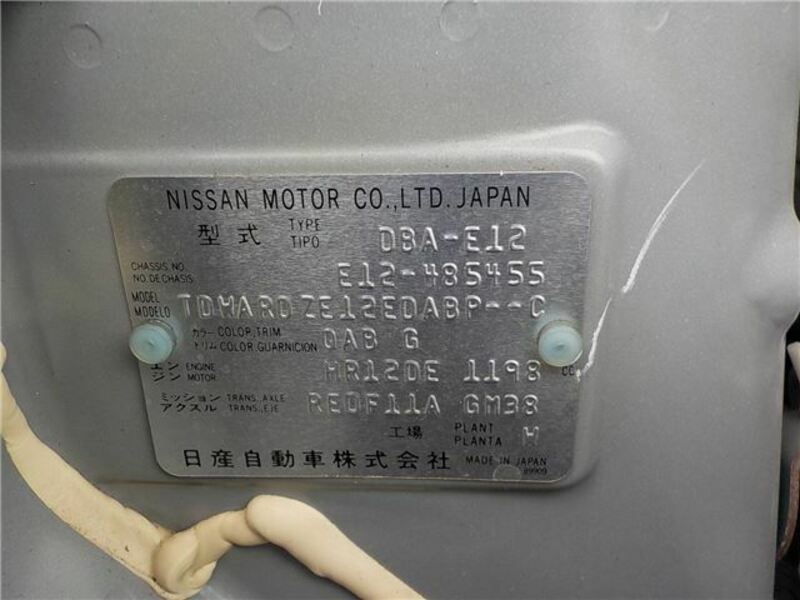 NISSAN MOTOR CO.,LTD. JAPAN
型式 TYPE TIPO DBA-E12
CHASSIS NO. NO.DE CHASIS E12-485455
MODEL MODELO TDMARDZE12EDABP--C
カラー COLOR,TRIM トリム COLOR,GUARNICION DAB G
エンジン ENGINE MOTOR HR12DE 1198 CC
ミッション アクスル TRANS.,AXLE TRANS.,EJE RE0F11A GM38
工場 PLANT PLANTA H
日産自動車株式会社 MADE IN JAPAN